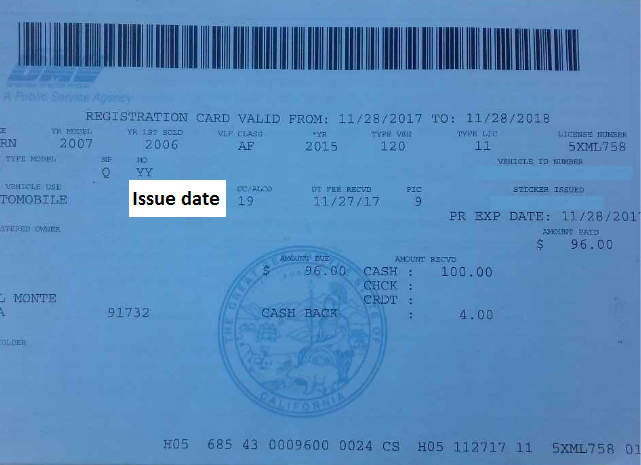 DMV
A Public Service Agency
REGISTRATION CARD VALID FROM: 11/28/2017 TO: 11/28/2018
YR MODEL YR 1ST SOLD VLF CLASS *YR TYPE VEH TYPE LIC LICENSE NUMBER
RN 2007 2006 AF 2015 120 11 5XML758
TYPE MODEL MP MO VEHICLE ID NUMBER
Q YY
VEHICLE USE Issue date CC/ALCO DT FEE RECVD PIC STICKER ISSUED
TOMOBILE 19 11/27/17 9
PR EXP DATE: 11/28/201
STERED OWNER AMOUNT PAID
$ 96.00
AMOUNT DUE AMOUNT RECVD
$ 96.00 CASH : 100.00
CHCK :
CRDT :
L MONTE
A 91732 CASH BACK : 4.00
OLDER
CALIFORNIA
H05 685 43 0009600 0024 CS H05 112717 11 5XML758 01